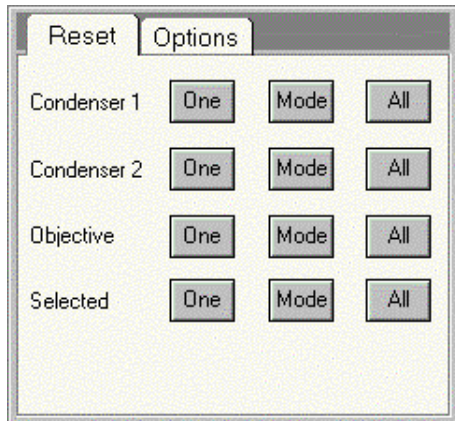 Reset Options
Condenser 1 One Mode All
Condenser 2 One Mode All
Objective One Mode All
Selected One Mode All